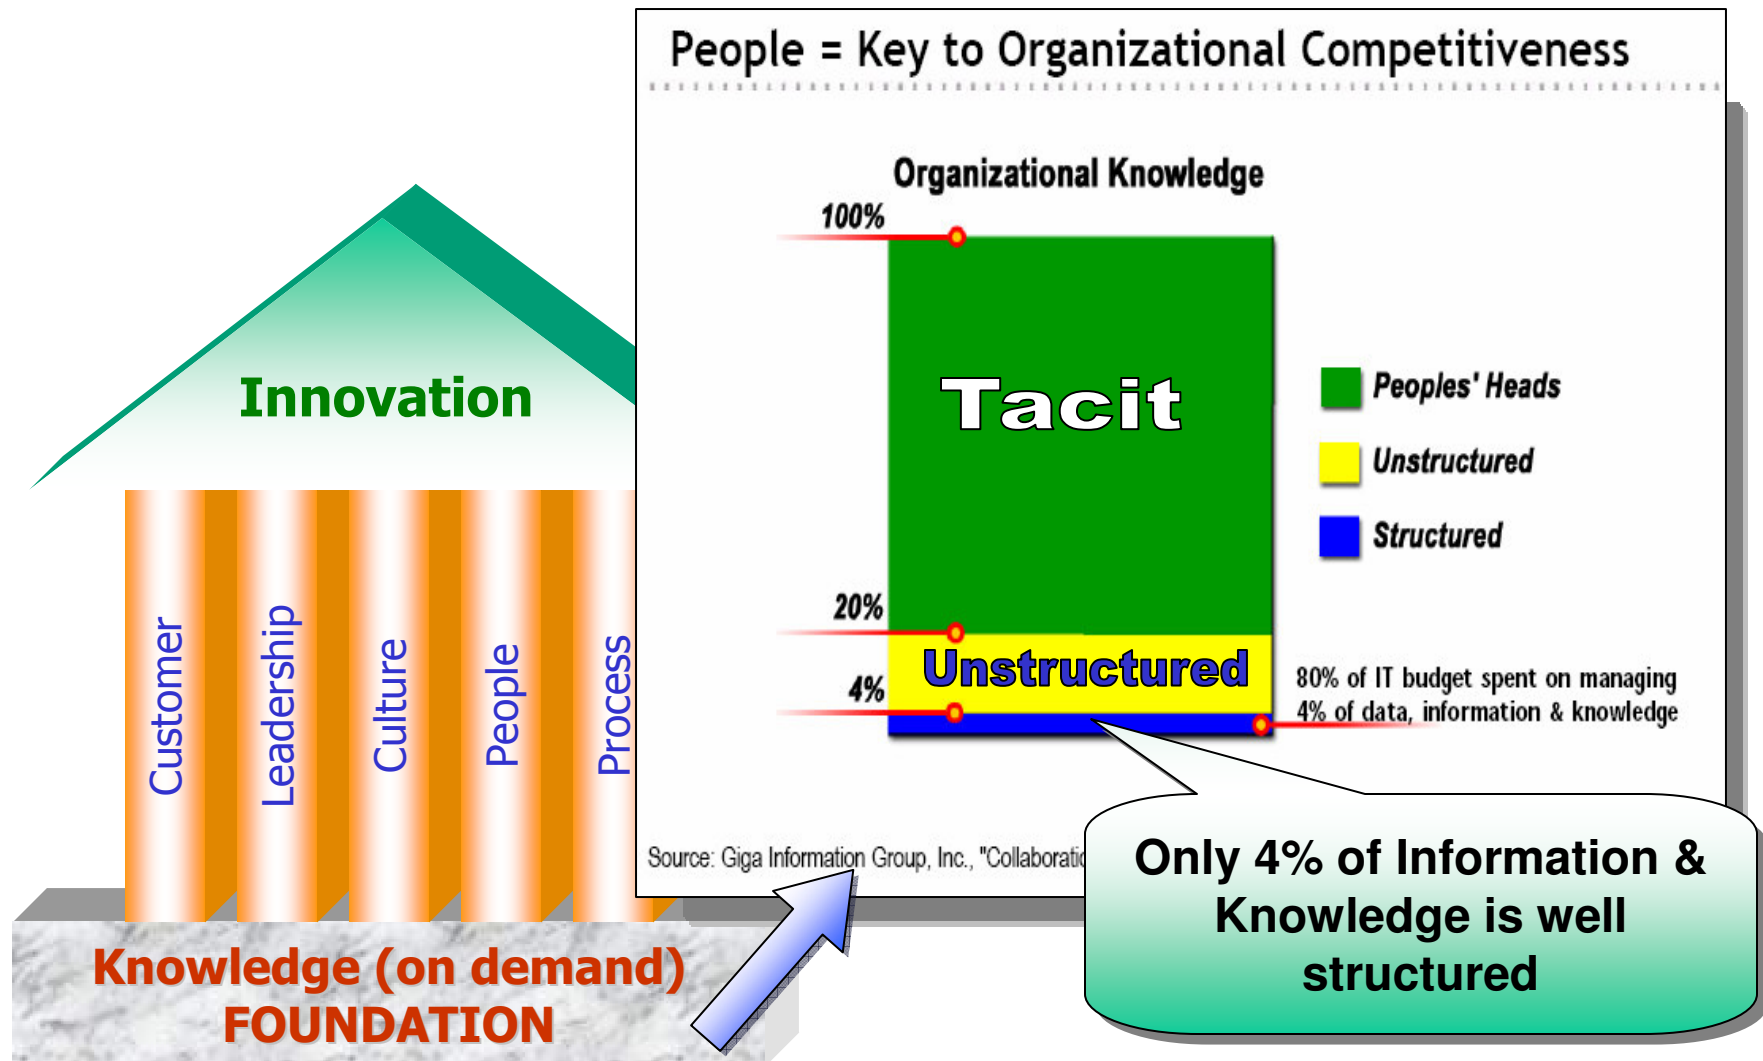 People = Key to Organizational Competitiveness
Organizational Knowledge
100%
Tacit
Peoples' Heads
Unstructured
Structured
20%
Unstructured
4%
80% of IT budget spent on managing
4% of data, information & knowledge
Source: Giga Information Group, Inc.,
Only 4% of Information &
Knowledge is well
structured
Innovation
Customer
Leadership
Culture
People
Process
Knowledge (on demand)
FOUNDATION